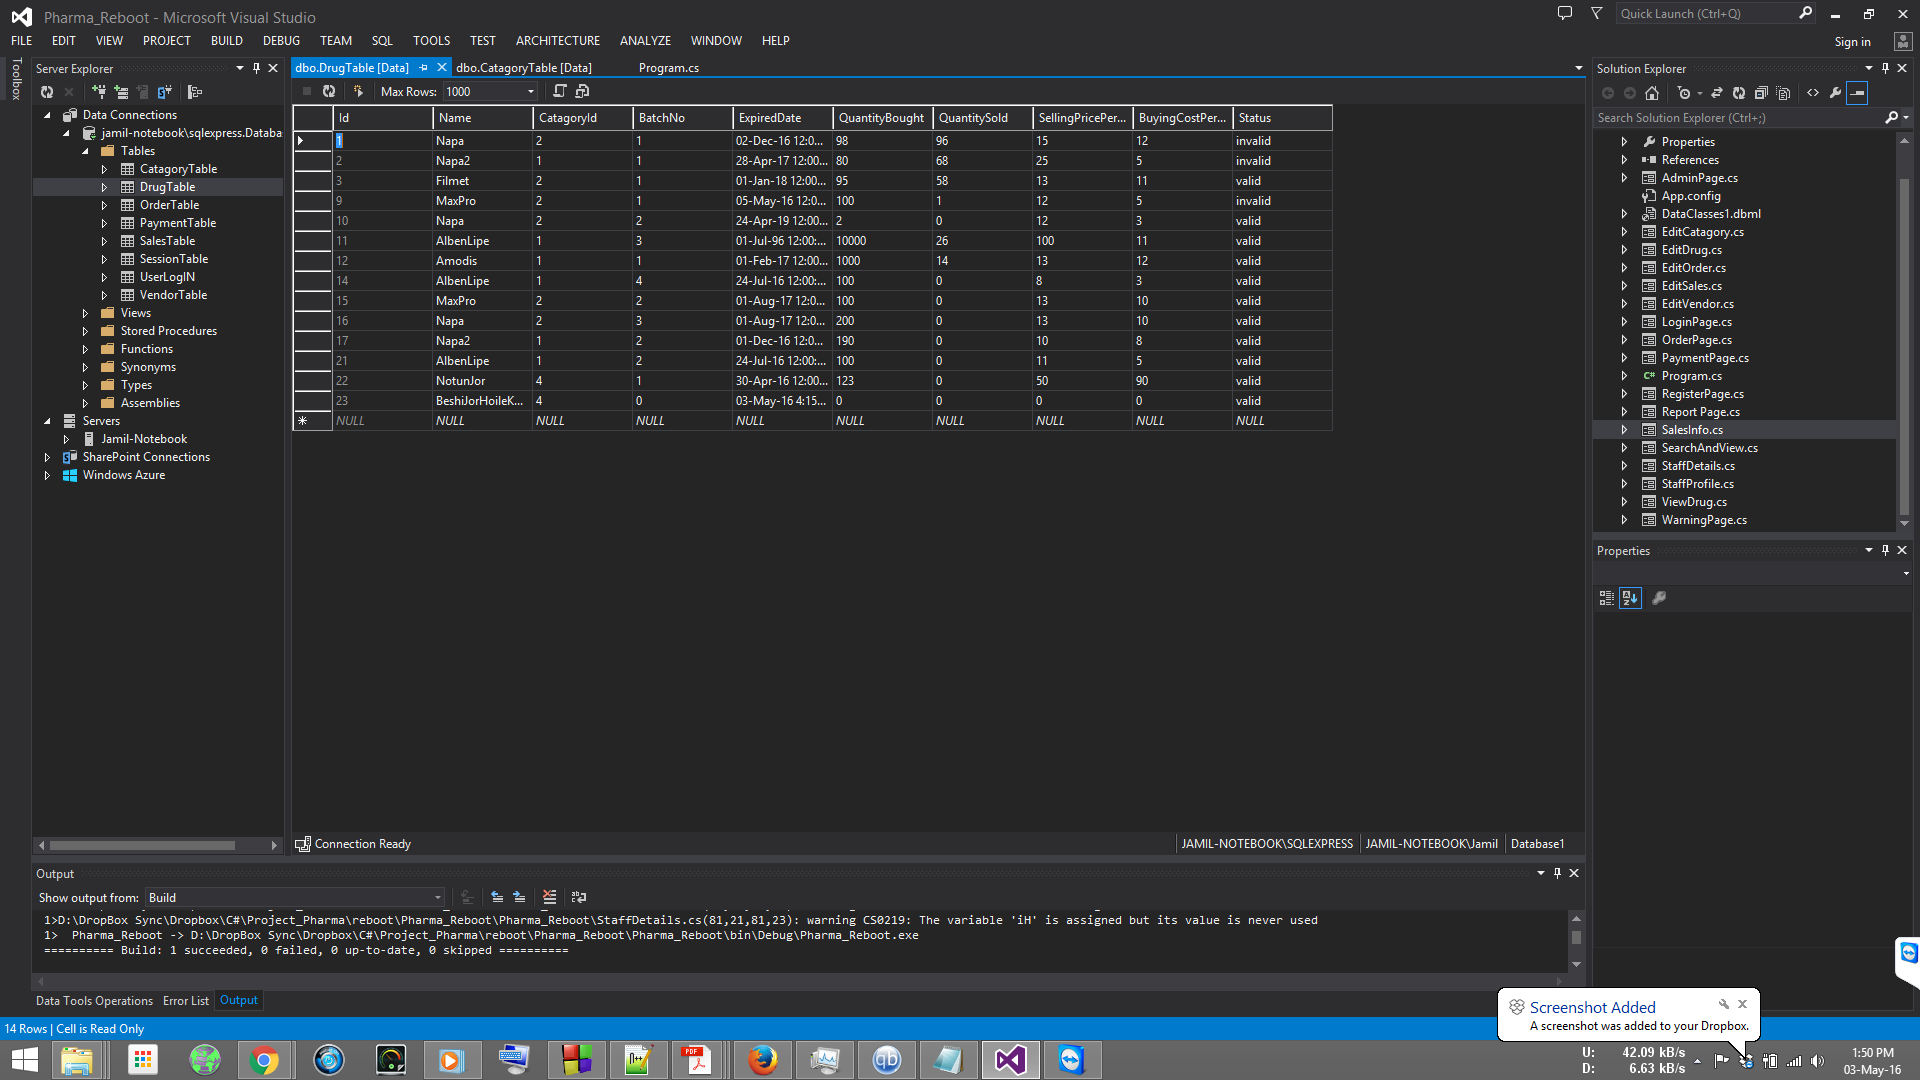 Pharma_Reboot - Microsoft Visual Studio
Quick Launch (Ctrl+Q)
FILE EDIT VIEW PROJECT BUILD DEBUG TEAM SQL TOOLS TEST ARCHITECTURE ANALYZE WINDOW HELP
Sign in
Toolbox
Server Explorer
Data Connections
jamil-notebook\sqlexpress.Databa
Tables
CatagoryTable
DrugTable
OrderTable
PaymentTable
SalesTable
SessionTable
UserLogIN
VendorTable
Views
Stored Procedures
Functions
Synonyms
Types
Assemblies
Servers
Jamil-Notebook
SharePoint Connections
Windows Azure
dbo.DrugTable [Data] dbo.CatagoryTable [Data] Program.cs
Max Rows: 1000
Id Name CatagoryId BatchNo ExpiredDate QuantityBought QuantitySold SellingPricePer... BuyingCostPer... Status
1 Napa 2 1 02-Dec-16 12:0... 98 96 15 12 invalid
2 Napa2 1 1 28-Apr-17 12:00... 80 68 25 5 invalid
3 Filmet 2 1 01-Jan-18 12:00... 95 58 13 11 valid
9 MaxPro 2 1 05-May-16 12:0... 100 1 12 5 invalid
10 Napa 2 2 24-Apr-19 12:00... 2 0 12 3 valid
11 AlbenLipe 1 3 01-Jul-96 12:00:... 10000 26 100 11 valid
12 Amodis 1 1 01-Feb-17 12:00... 1000 14 13 12 valid
14 AlbenLipe 1 4 24-Jul-16 12:00:... 100 0 8 3 valid
15 MaxPro 2 2 01-Aug-17 12:0... 100 0 13 10 valid
16 Napa 2 3 01-Aug-17 12:0... 200 0 13 10 valid
17 Napa2 1 2 01-Dec-16 12:0... 190 0 10 8 valid
21 AlbenLipe 1 2 24-Jul-16 12:00:... 100 0 11 5 valid
22 NotunJor 4 1 30-Apr-16 12:00... 123 0 50 90 valid
23 BeshiJorHoileK... 4 0 03-May-16 4:15... 0 0 0 0 valid
NULL NULL NULL NULL NULL NULL NULL NULL NULL NULL
Connection Ready
JAMIL-NOTEBOOK\SQLEXPRESS JAMIL-NOTEBOOK\Jamil Database1
Solution Explorer
Search Solution Explorer (Ctrl+;)
Properties
References
AdminPage.cs
App.config
DataClasses1.dbml
EditCatagory.cs
EditDrug.cs
EditOrder.cs
EditSales.cs
EditVendor.cs
LoginPage.cs
OrderPage.cs
PaymentPage.cs
C# Program.cs
RegisterPage.cs
Report Page.cs
SalesInfo.cs
SearchAndView.cs
StaffDetails.cs
StaffProfile.cs
ViewDrug.cs
WarningPage.cs
Properties
Output
Show output from: Build
1>D:\DropBox Sync\Dropbox\C#\Project_Pharma\reboot\Pharma_Reboot\Pharma_Reboot\StaffDetails.cs(81,21,81,23): warning CS0219: The variable 'iH' is assigned but its value is never used
1> Pharma_Reboot -> D:\DropBox Sync\Dropbox\C#\Project_Pharma\reboot\Pharma_Reboot\Pharma_Reboot\bin\Debug\Pharma_Reboot.exe
========== Build: 1 succeeded, 0 failed, 0 up-to-date, 0 skipped ==========
Data Tools Operations Error List Output
14 Rows | Cell is Read Only
Screenshot Added
A screenshot was added to your Dropbox.
U: 42.09 kB/s
D: 6.63 kB/s
1:50 PM
03-May-16